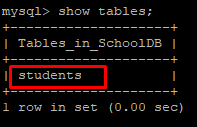 mysql> show tables;
+--------------------+
| Tables_in_SchoolDB |
+--------------------+
| students |
+--------------------+
1 row in set (0.00 sec)